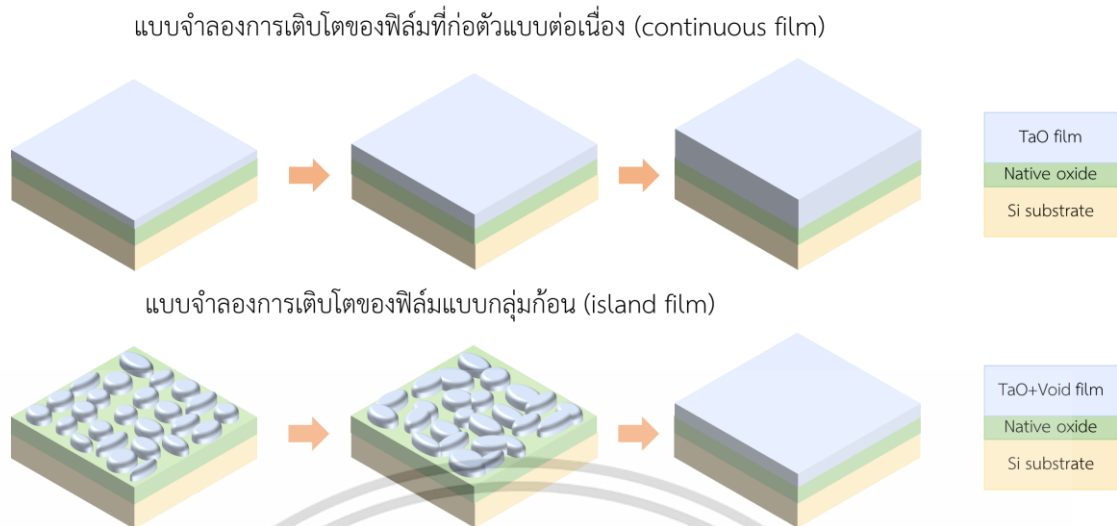 แบบจำลองการเติบโตของฟิล์มที่ก่อตัวแบบต่อเนื่อง (continuous film)
TaO film
Native oxide
Si substrate
แบบจำลองการเติบโตของฟิล์มแบบกลุ่มก้อน (island film)
TaO+Void film
Native oxide
Si substrate